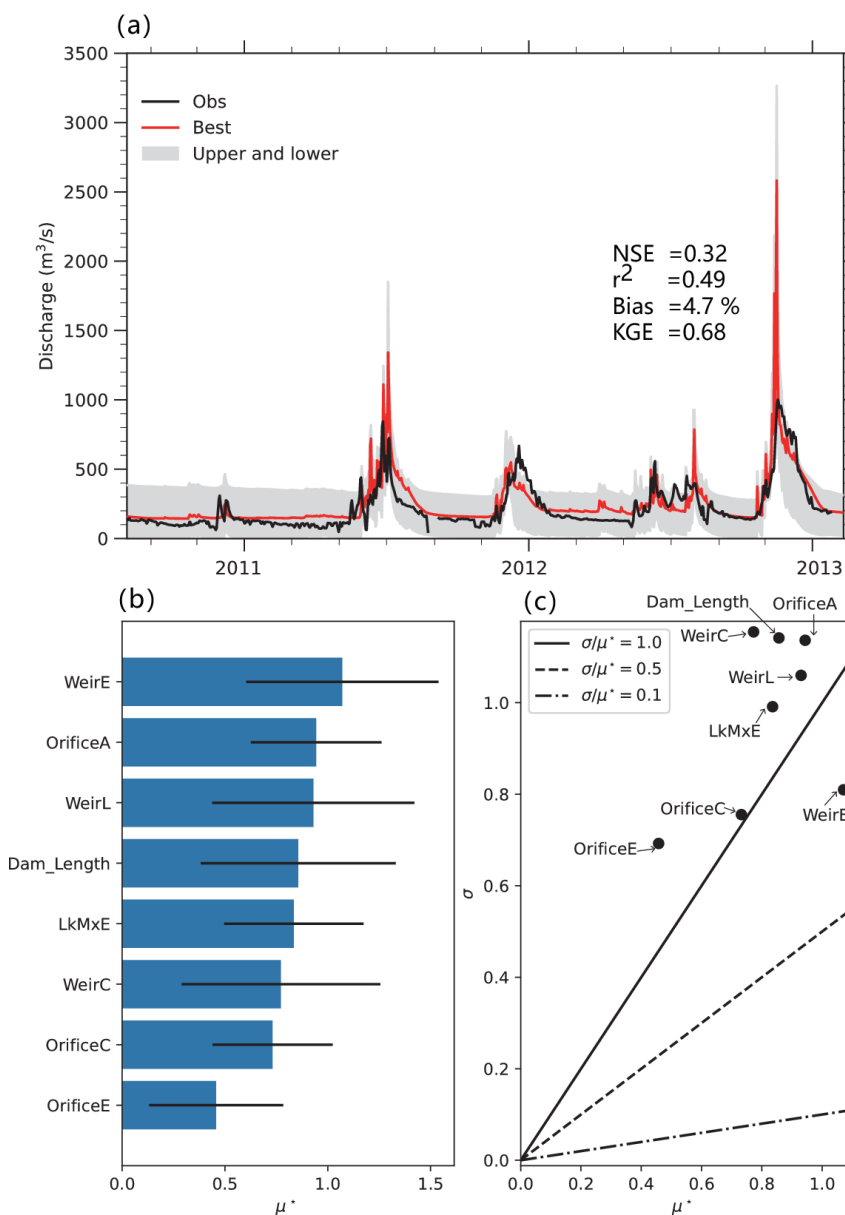 (a)
3500
3000
2500
2000
1500
1000
500
0
Discharge (m³/s)
Obs
Best
Upper and lower
NSE =0.32
r² =0.49
Bias =4.7 %
KGE =0.68
2011
2012
2013
(b)
WeirE
OrificeA
WeirL
Dam_Length
LkMxE
WeirC
OrificeC
OrificeE
0.0
0.5
1.0
1.5
μ*
(c)
σ/μ* = 1.0
σ/μ* = 0.5
σ/μ* = 0.1
Dam_Length
OrificeA
WeirC
WeirL
LkMxE
OrificeC
WeirE
OrificeE
1.0
0.8
0.6
0.4
0.2
0.0
σ
0.0
0.2
0.4
0.6
0.8
1.0
μ*